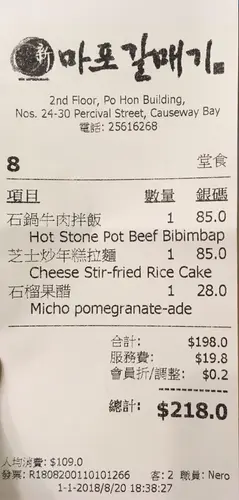 新 마포갈매기
2nd Floor, Po Hon Building,
Nos. 24-30 Percival Street, Causeway Bay
電話: 25616268
8 堂食
項目 數量 銀碼
石鍋牛肉拌飯 1 85.0
Hot Stone Pot Beef Bibimbap
芝士炒年糕拉麵 1 85.0
Cheese Stir-fried Rice Cake
石榴果醋 1 28.0
Micho pomegranate-ade
合計: $198.0
服務費: $19.8
會員折/調整: $0.2
總計: $218.0
人均消費: $109.0
發票: R1808200110101266 客: 2 職員: Nero
1-1-2018/8/20 18:38:27